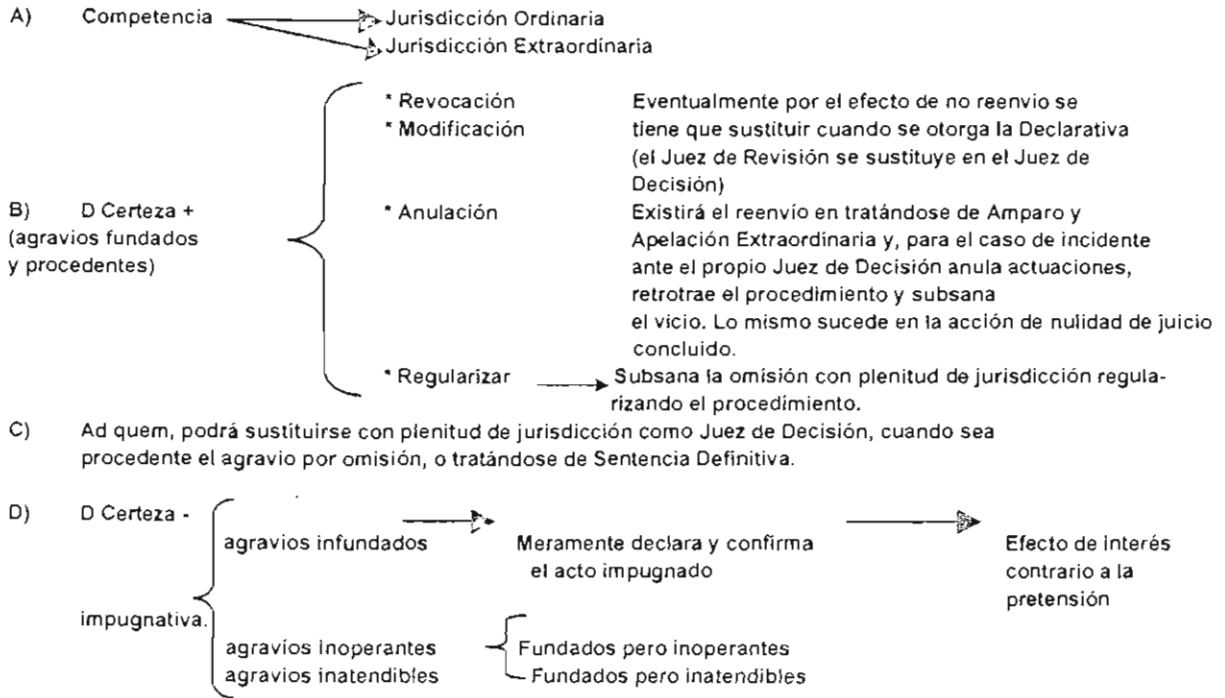 A) Competencia Jurisdicción Ordinaria
Jurisdicción Extraordinaria
* Revocación Eventualmente por el efecto de no reenvio se
* Modificación tiene que sustituir cuando se otorga la Declarativa
(el Juez de Revisión se sustituye en el Juez de
Decisión)
B) D Certeza + * Anulación Existirá el reenvío en tratándose de Amparo y
(agravios fundados Apelación Extraordinaria y, para el caso de incidente
y procedentes) ante el propio Juez de Decisión anula actuaciones,
retrotrae el procedimiento y subsana
el vicio. Lo mismo sucede en la acción de nulidad de juicio
concluido.
* Regularizar Subsana la omisión con plenitud de jurisdicción regula-
rizando el procedimiento.
C) Ad quem, podrá sustituirse con plenitud de jurisdicción como Juez de Decisión, cuando sea
procedente el agravio por omisión, o tratándose de Sentencia Definitiva.
D) D Certeza -
agravios infundados Meramente declara y confirma Efecto de interés
el acto impugnado contrario a la
pretensión
impugnativa.
agravios Inoperantes Fundados pero inoperantes
agravios inatendibles Fundados pero inatendibles